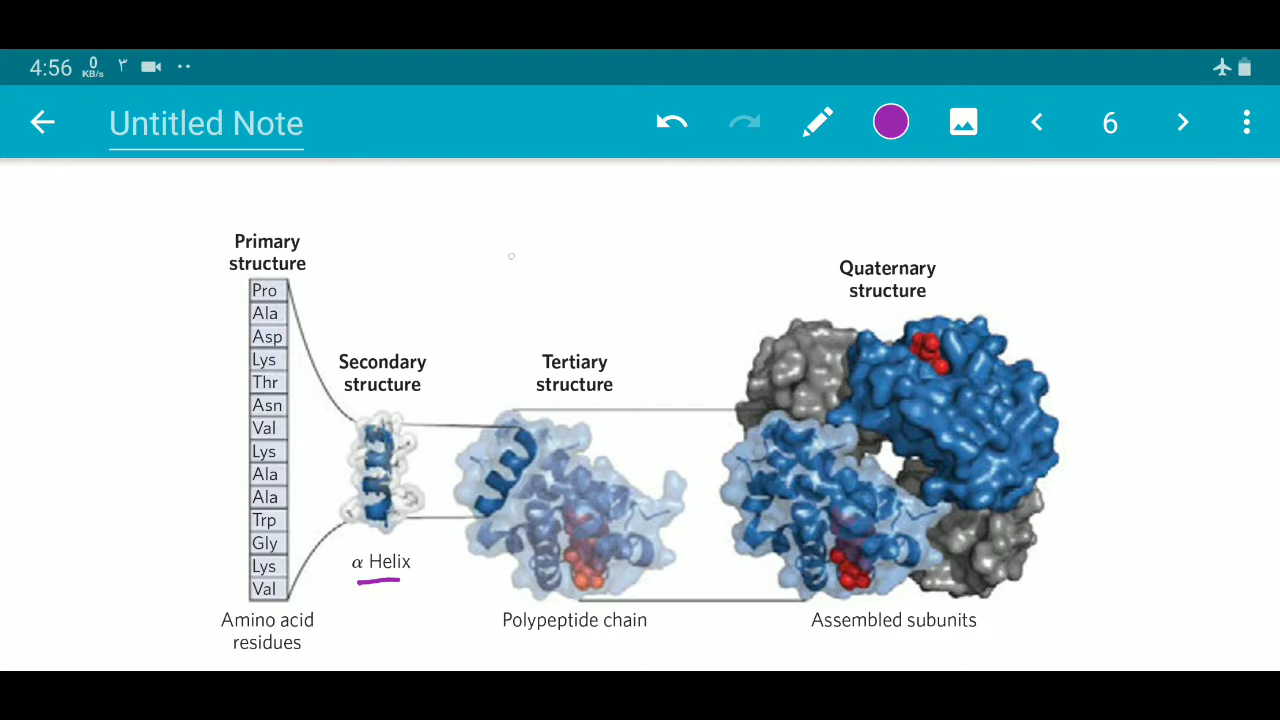 4:56 0 KB/s ٣
Untitled Note
6
Primary
structure
Pro
Ala
Asp
Lys
Thr
Asn
Val
Lys
Ala
Ala
Trp
Gly
Lys
Val
Amino acid
residues
Secondary
structure
α Helix
Tertiary
structure
Polypeptide chain
Quaternary
structure
Assembled subunits